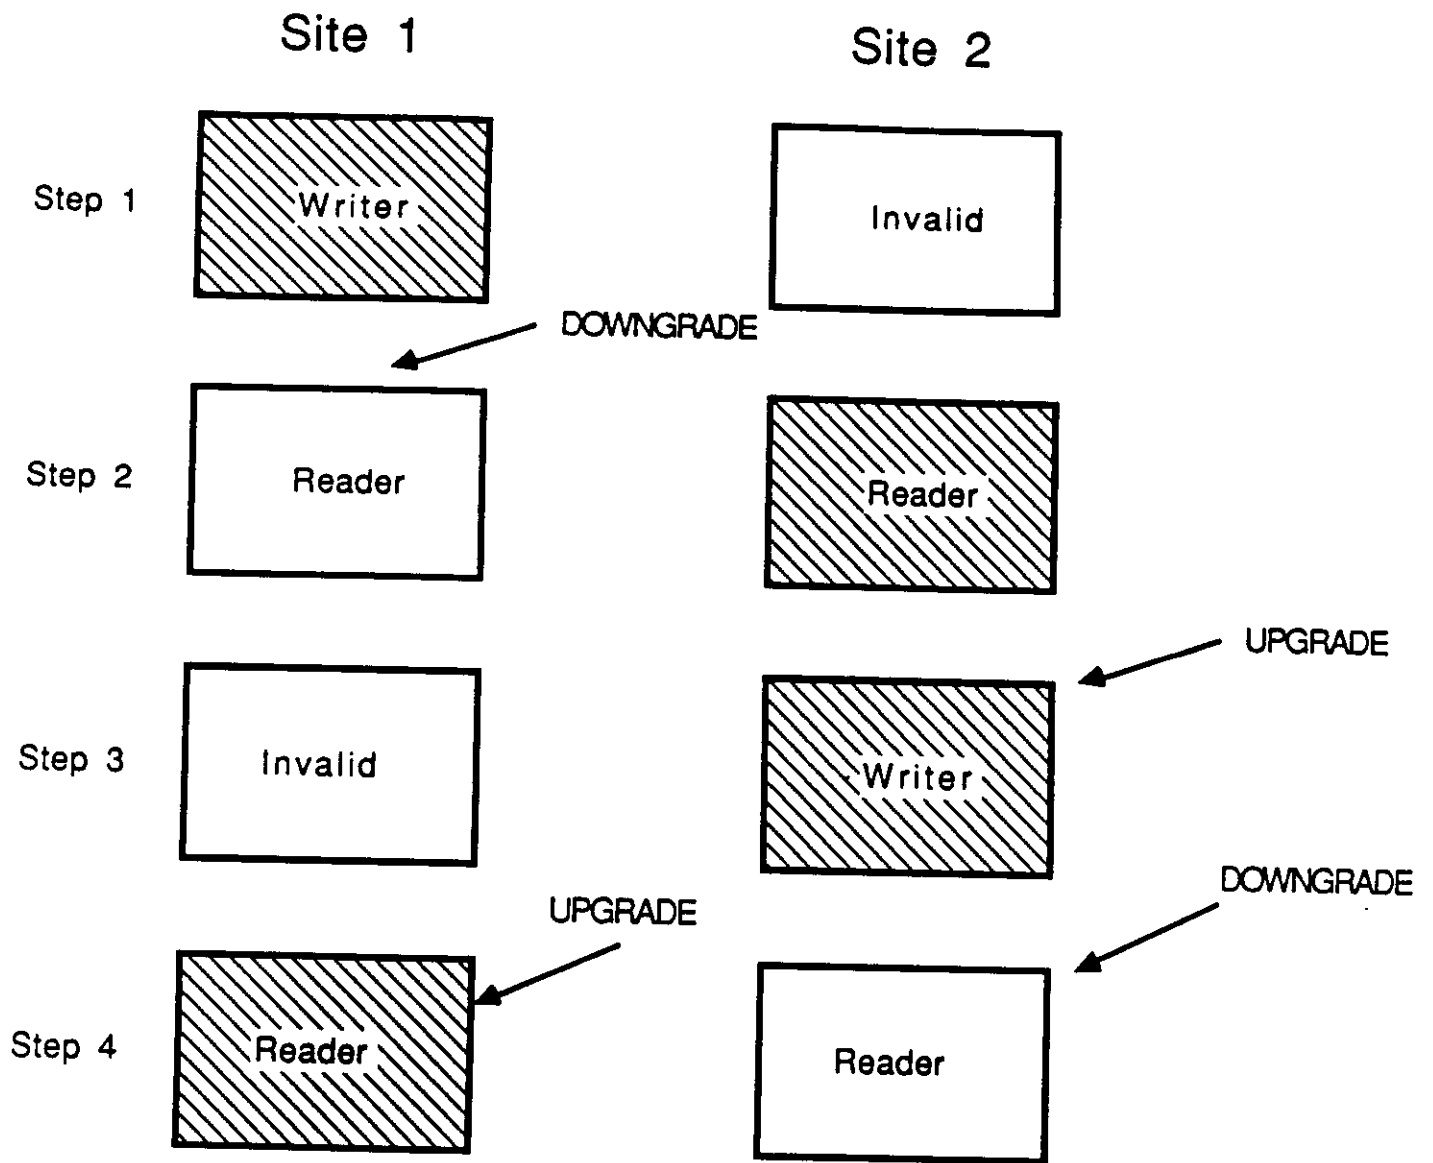 Site 1
Site 2
Step 1
Writer
Invalid
DOWNGRADE
Step 2
Reader
Reader
UPGRADE
Step 3
Invalid
Writer
DOWNGRADE
UPGRADE
Step 4
Reader
Reader